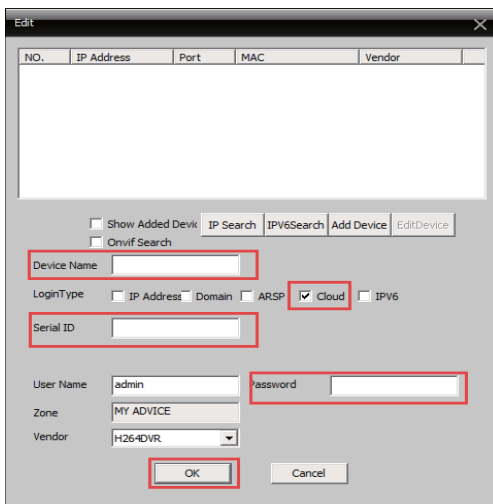 Edit
NO. IP Address Port MAC Vendor
Show Added Devic IP Search IPV6Search Add Device EditDevice
Onvif Search
Device Name
LoginType IP Address Domain ARSP Cloud IPV6
Serial ID
User Name admin Password
Zone MY ADVICE
Vendor H264DVR
OK Cancel